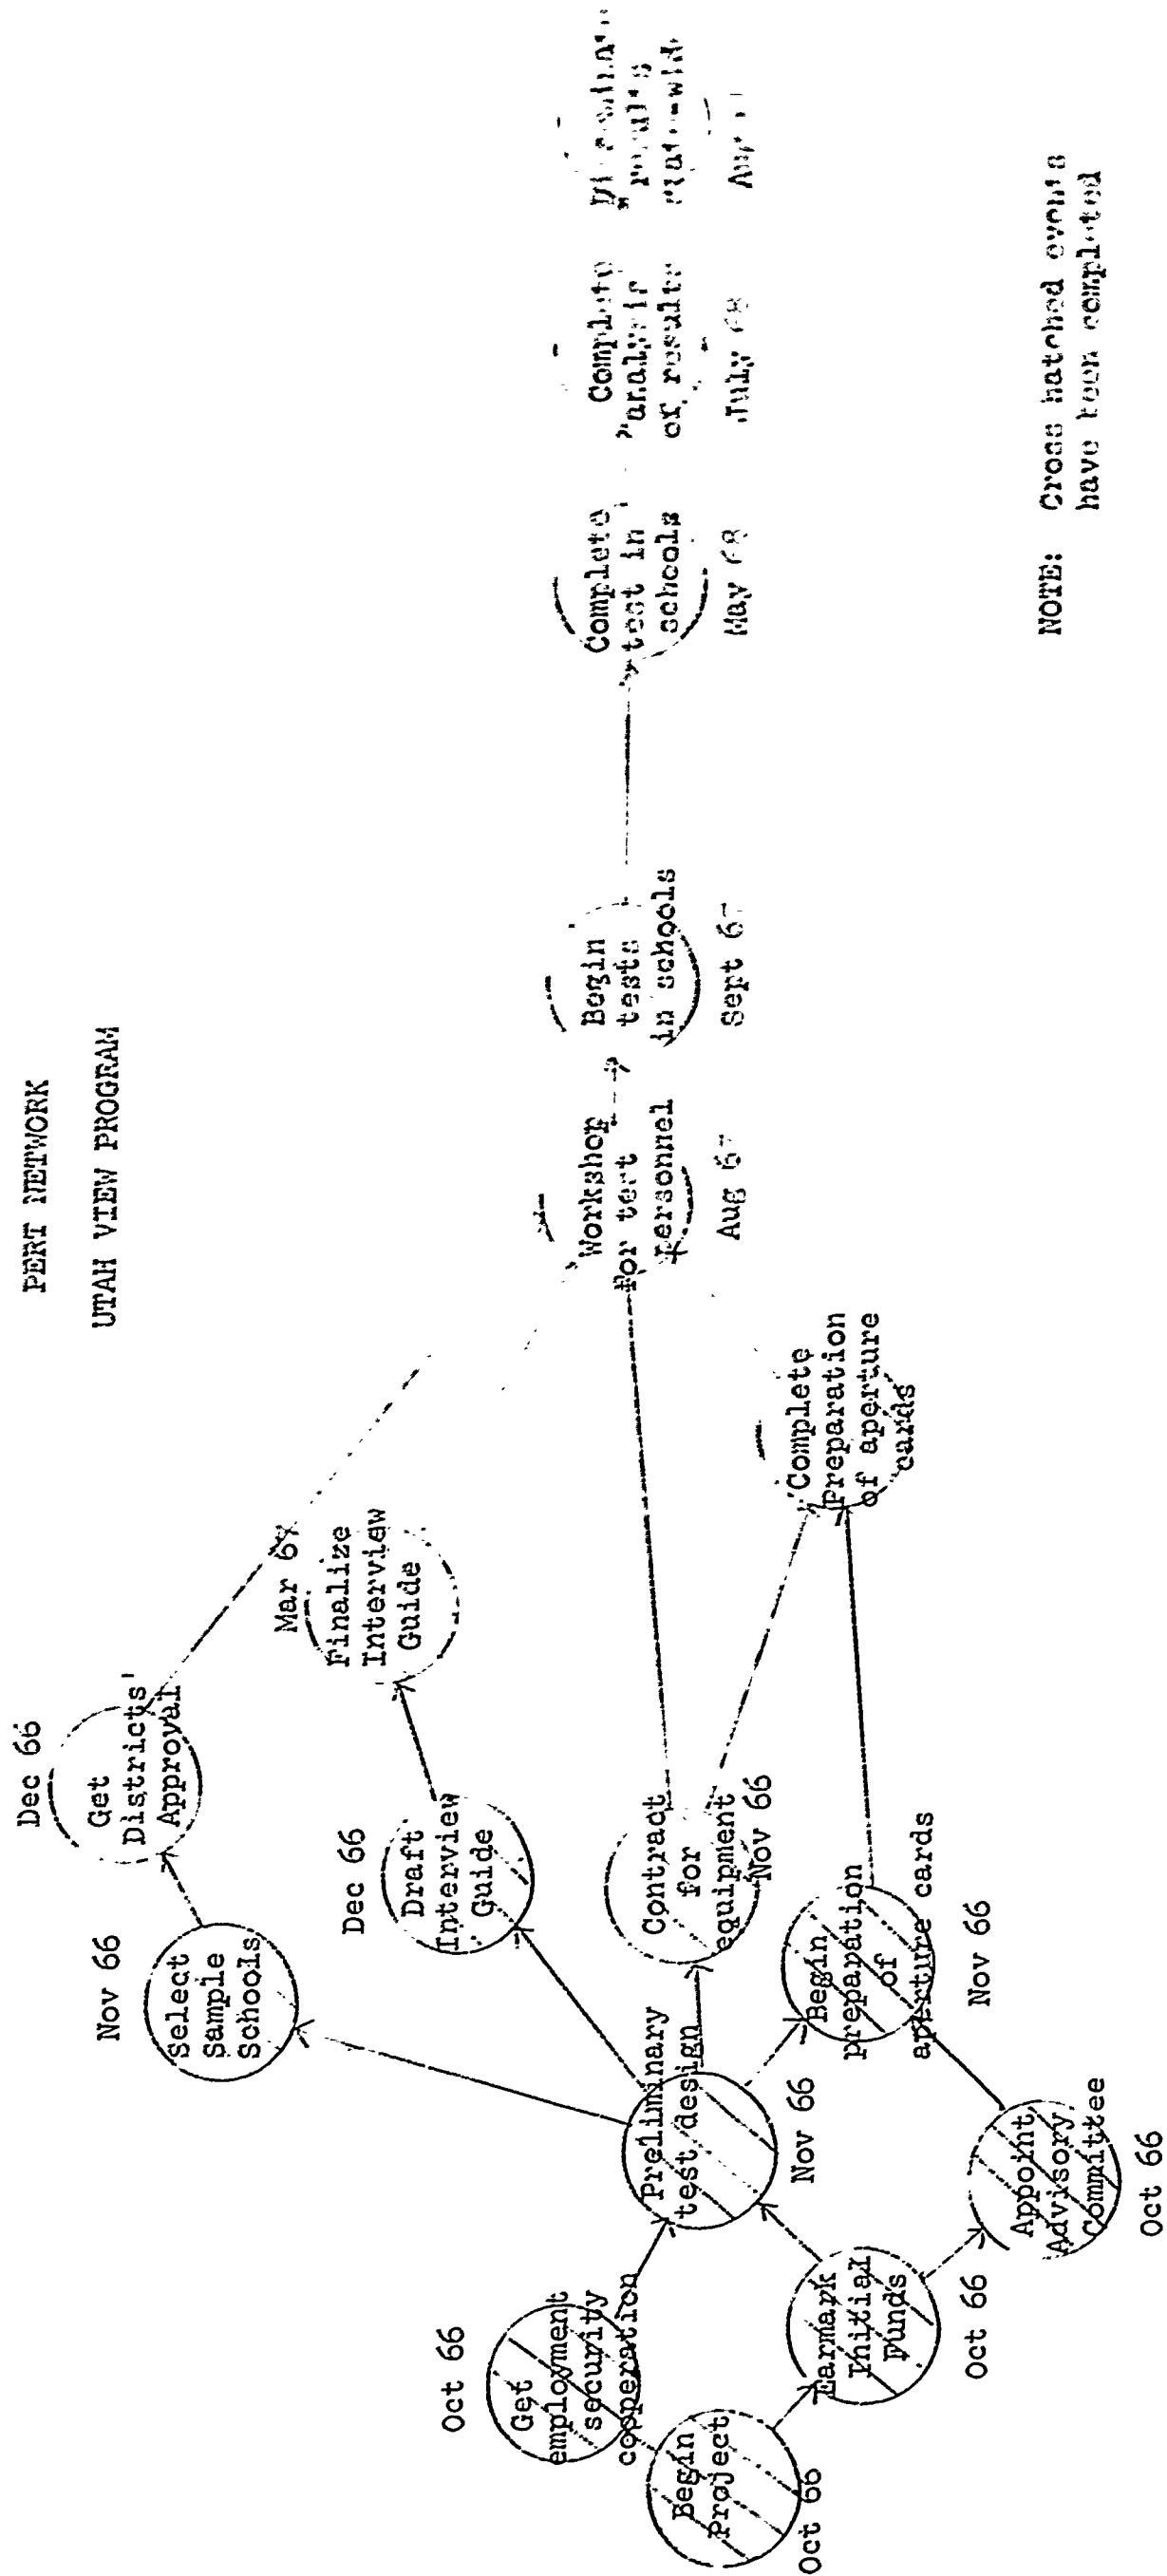 PERT NETWORK
UTAH VIEW PROGRAM
Dec 66
Get
Districts'
Approval
Nov 66
Select
Sample
Schools
Mar 67
Finalize
Interview
Guide
Dec 66
Draft
Interview
Guide
Oct 66
Get
employment
security
cooperation
Begin
Project
Oct 66
Earmark
Initial
Funds
Oct 66
Preliminary
test design
Nov 66
Appoint
Advisory
Committee
Oct 66
Contract
for
equipment
Nov 66
Begin
preparation
of
aperture cards
Nov 66
Complete
Preparation
of aperture
cards
Workshop
For test
personnel
Aug 67
Begin
tests
in schools
Sept 6
Complete
test in
schools
May 68
Complete
analysis
of results
July 68
results
NOTE: Cross hatched events
have been completed